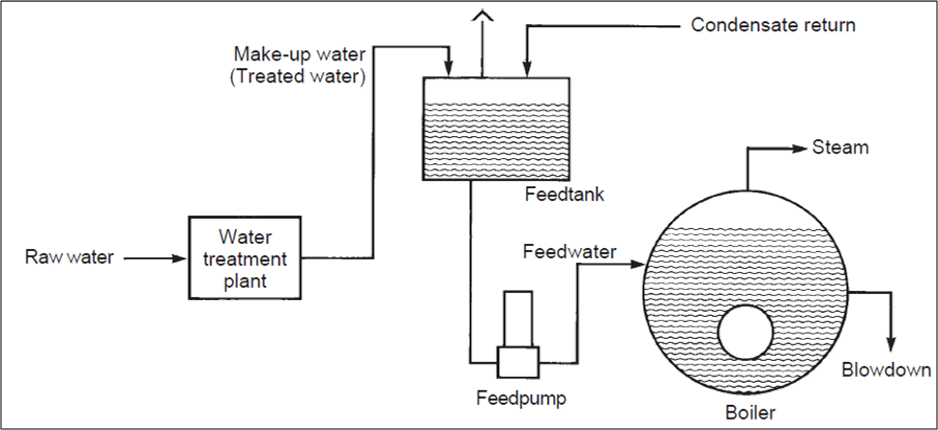 Make-up water
(Treated water)
Condensate return
Feedtank
Steam
Raw water
Water
treatment
plant
Feedwater
Feedpump
Blowdown
Boiler